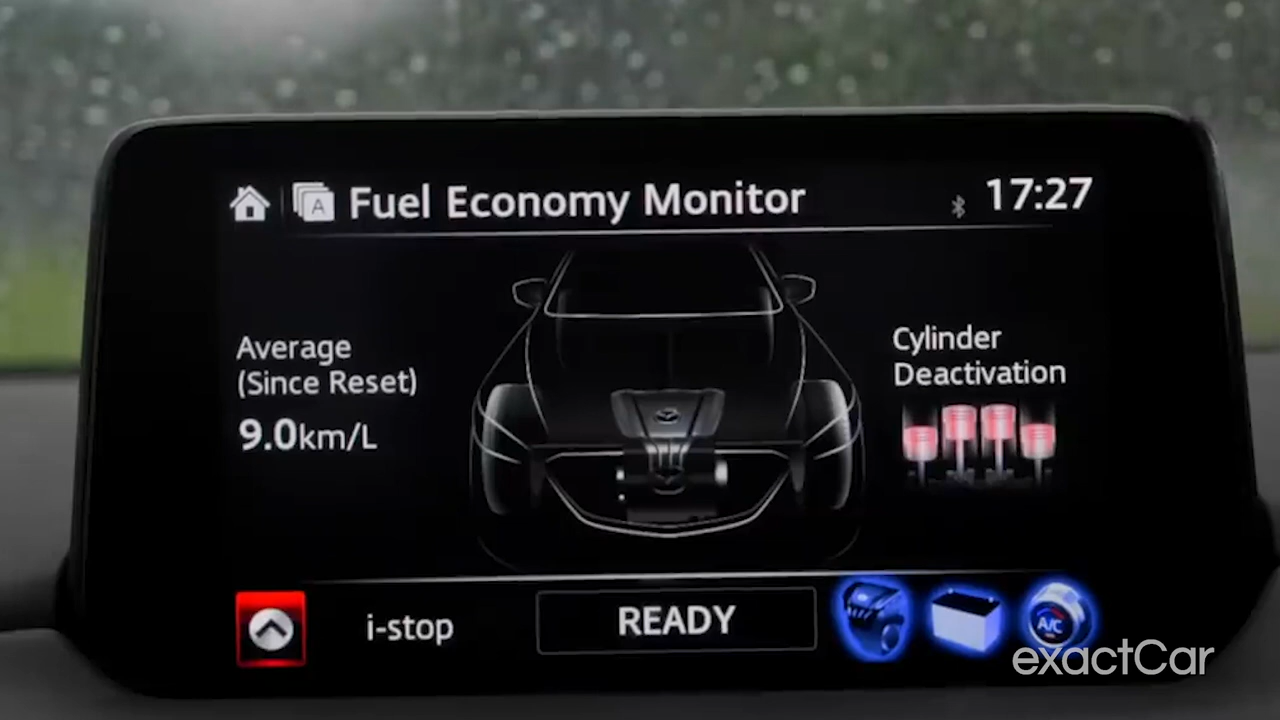 A Fuel Economy Monitor 17:27
Average
(Since Reset)
9.0km/L
Cylinder
Deactivation
i-stop
READY
A/C
exactCar